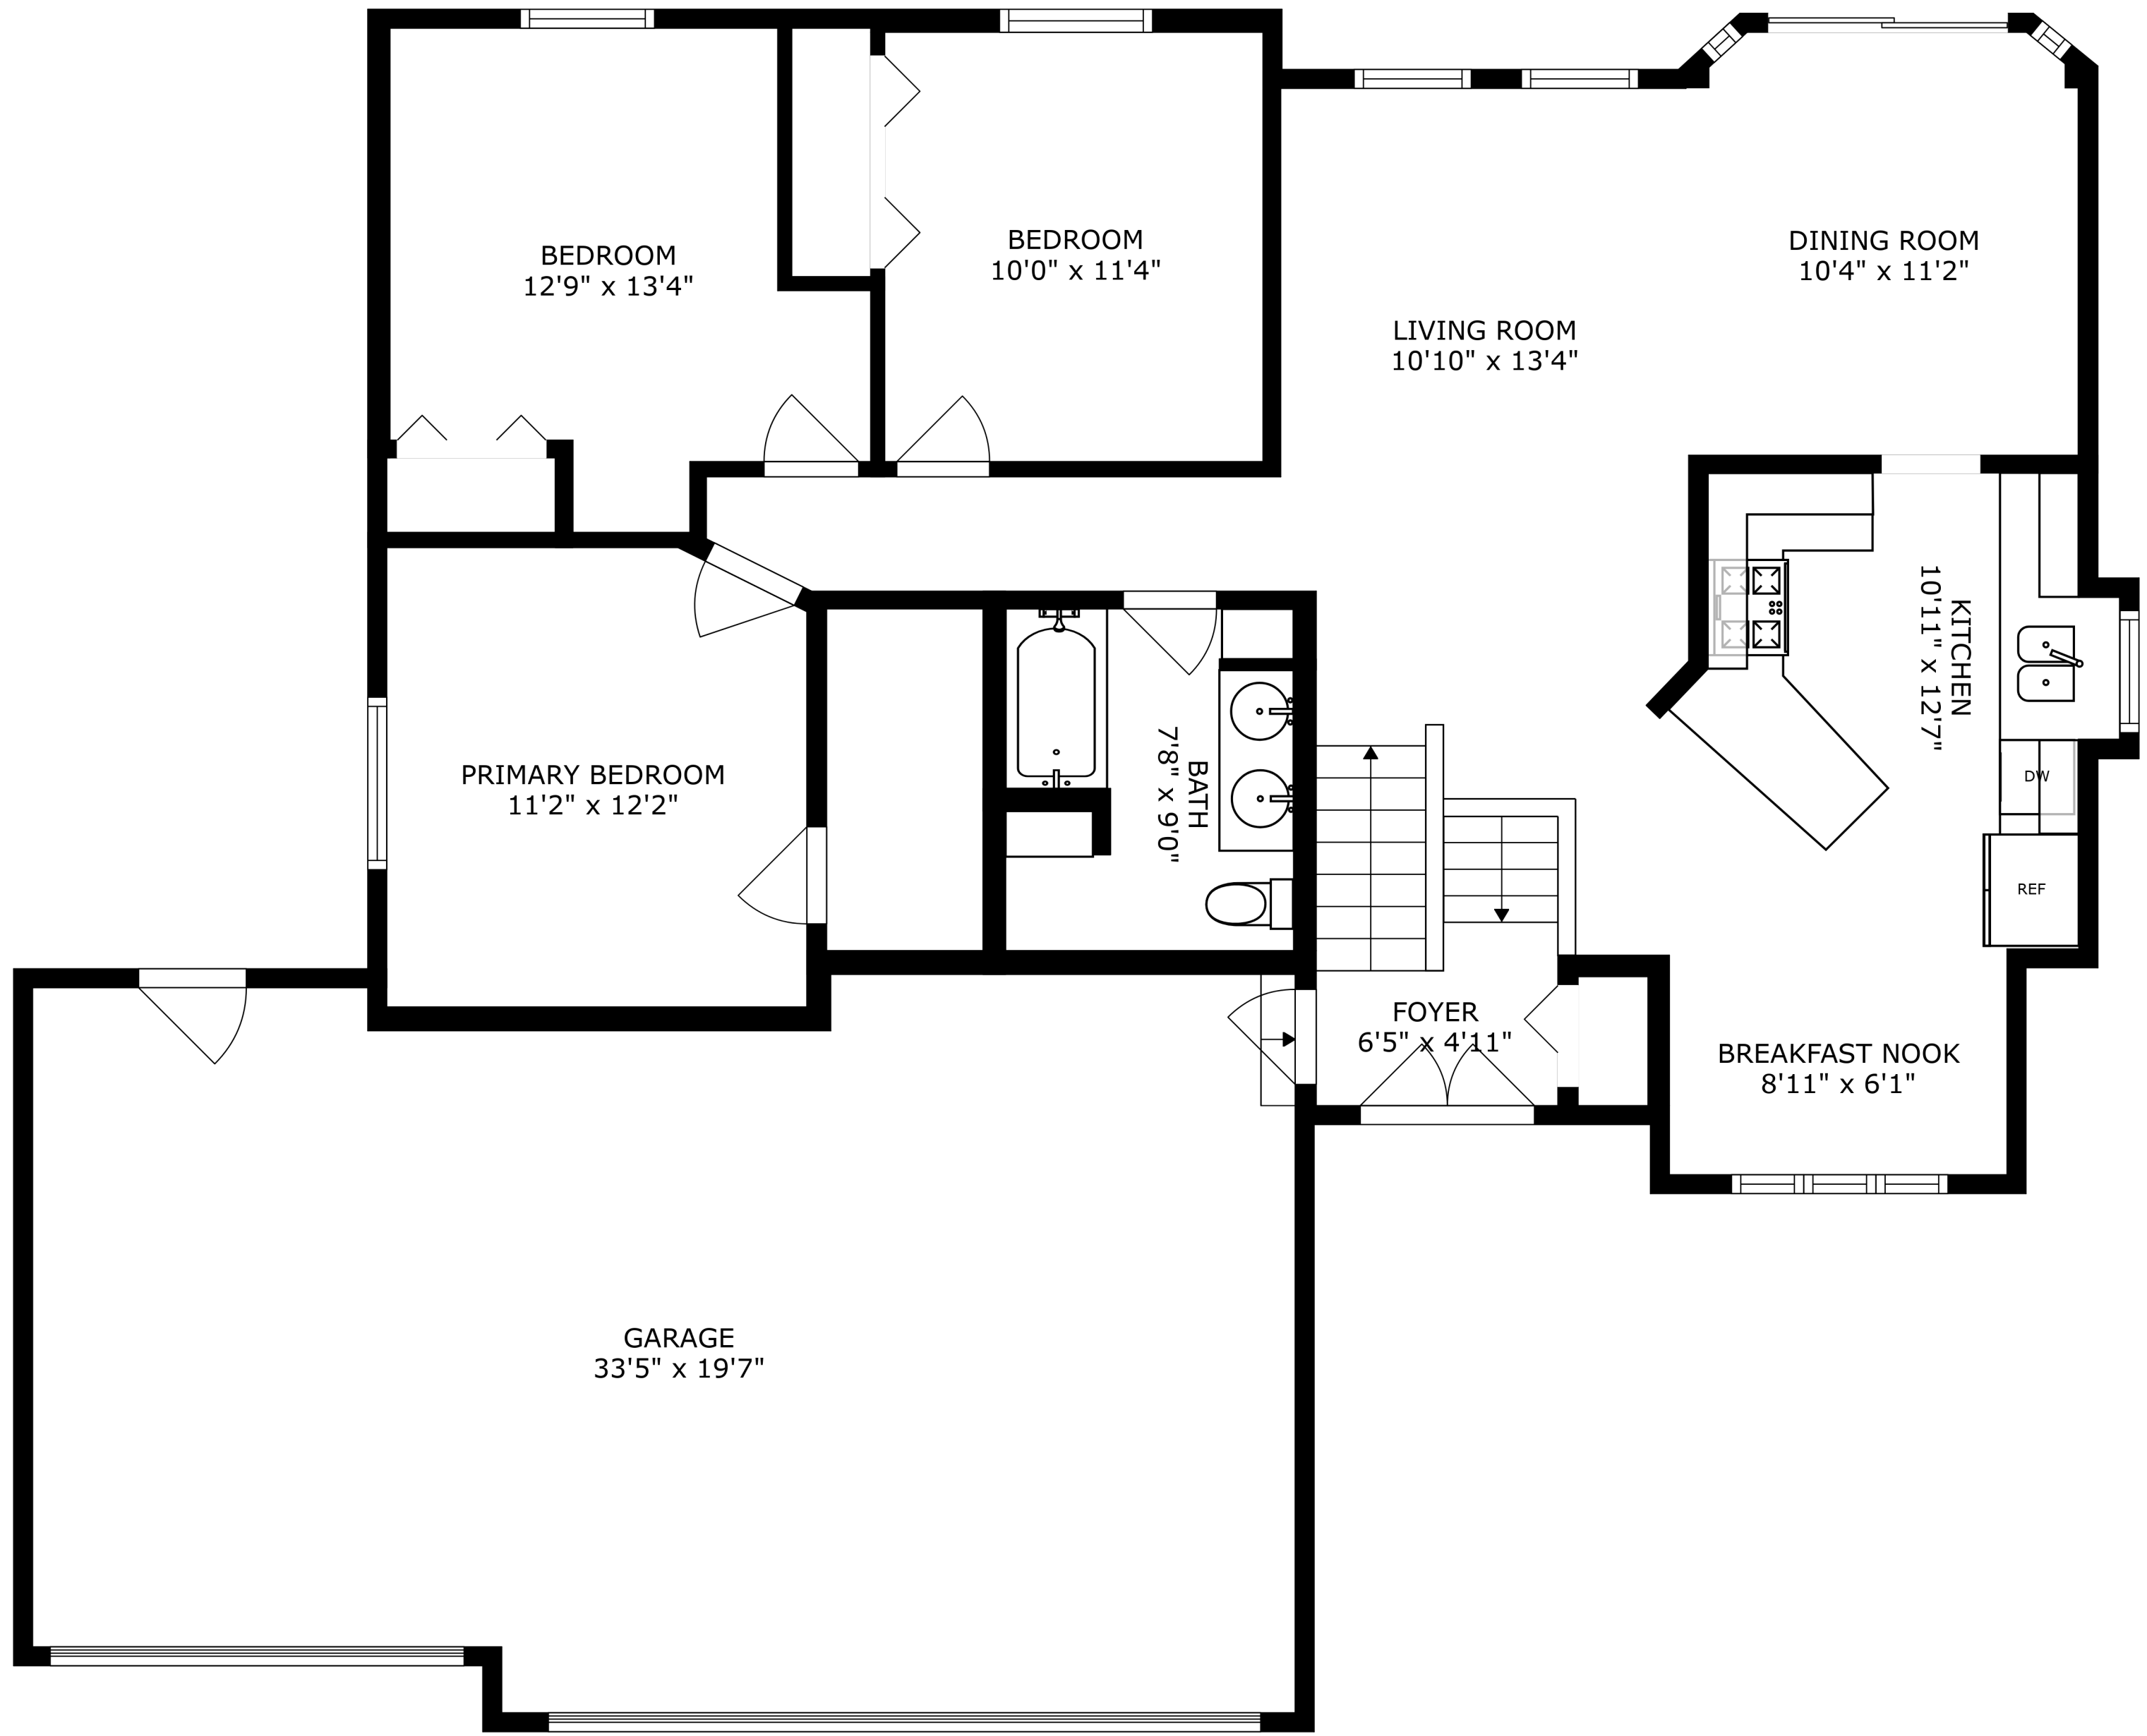 BEDROOM
12'9" x 13'4"
BEDROOM
10'0" x 11'4"
DINING ROOM
10'4" x 11'2"
LIVING ROOM
10'10" x 13'4"
KITCHEN
10'11" x 12'7"
PRIMARY BEDROOM
11'2" x 12'2"
BATH
7'8" x 9'0"
DW
REF
FOYER
6'5" x 4'11"
BREAKFAST NOOK
8'11" x 6'1"
GARAGE
33'5" x 19'7"